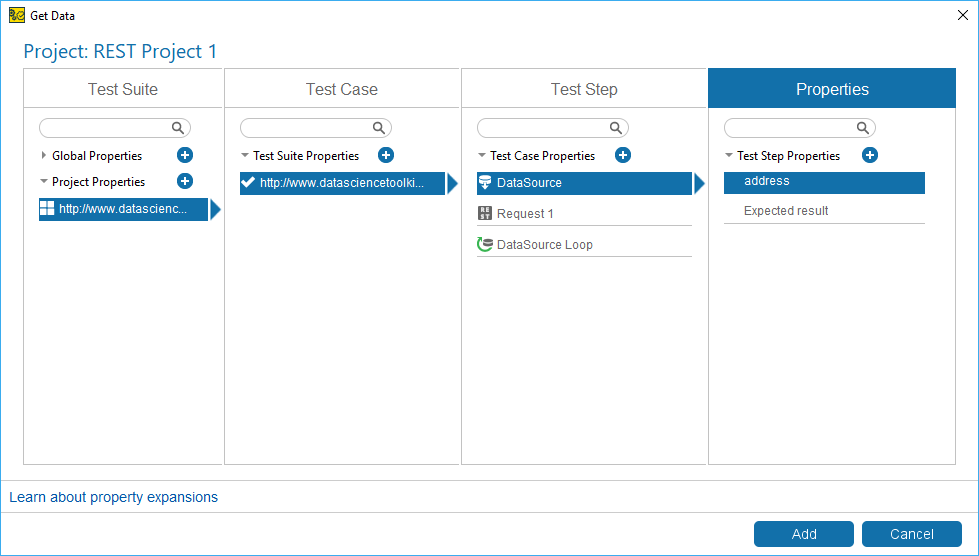 Get Data
Project: REST Project 1
Test Suite
Test Case
Test Step
Properties
Global Properties
Project Properties
http://www.datascienc...
Test Suite Properties
http://www.datasciencetoolki...
Test Case Properties
DataSource
REST
Request 1
DataSource Loop
Test Step Properties
address
Expected result
Learn about property expansions
Add
Cancel